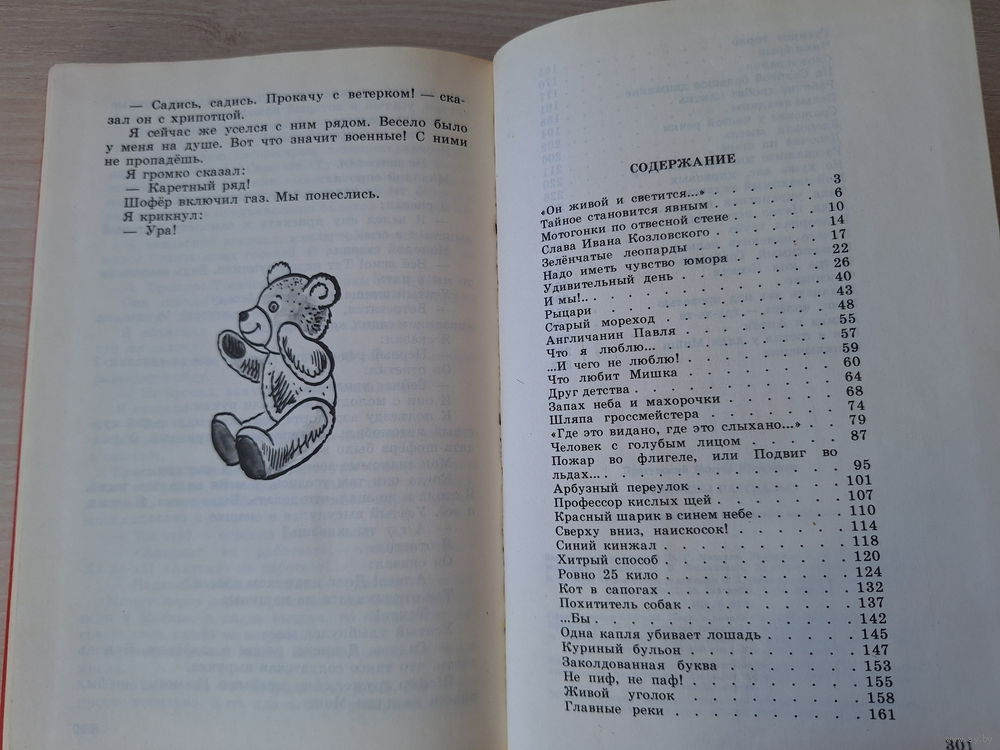 — Садись, садись. Прокачу с ветерком! — ска-
зал он с хрипотцой.
Я сейчас же уселся с ним рядом. Весело было
у меня на душе. Вот что значит военные! С ними
не пропадёшь.
Я громко сказал:
— Каретный ряд!
Шофёр включил газ. Мы понеслись.
Я крикнул:
— Ура!
СОДЕРЖАНИЕ
«Он живой и светится...» . . . . . . . 3
Тайное становится явным . . . . . . . 6
Мотогонки по отвесной стене . . . . . . 10
Слава Ивана Козловского . . . . . . . 14
Зелёнчатые леопарды . . . . . . . . 17
Надо иметь чувство юмора . . . . . . . 22
Удивительный день . . . . . . . . . 26
И мы!.. . . . . . . . . . . . . . 40
Рыцари . . . . . . . . . . . . . 43
Старый мореход . . . . . . . . . . 48
Англичанин Павля . . . . . . . . . 55
Что я люблю... . . . . . . . . . . 57
...И чего не люблю! . . . . . . . . . 59
Что любит Мишка . . . . . . . . . 60
Друг детства . . . . . . . . . . . 64
Запах неба и махорочки . . . . . . . 68
Шляпа гроссмейстера . . . . . . . . 74
«Где это видано, где это слыхано...» . . 79
Человек с голубым лицом . . . . . . . 87
Пожар во флигеле, или Подвиг во
льдах... . . . . . . . . . . . . . 95
Арбузный переулок . . . . . . . . . 101
Профессор кислых щей . . . . . . . . 107
Красный шарик в синем небе . . . . . . 110
Сверху вниз, наискосок! . . . . . . . 114
Синий кинжал . . . . . . . . . . . 118
Хитрый способ . . . . . . . . . . . 120
Ровно 25 кило . . . . . . . . . . . 124
Кот в сапогах . . . . . . . . . . . 132
Похититель собак . . . . . . . . . . 137
...Бы . . . . . . . . . . . . . . 142
Одна капля убивает лошадь . . . . . . 145
Куриный бульон . . . . . . . . . . 147
Заколдованная буква . . . . . . . . 153
Не пиф, не паф! . . . . . . . . . . 155
Живой уголок . . . . . . . . . . . 158
Главные реки . . . . . . . . . . . 161
301